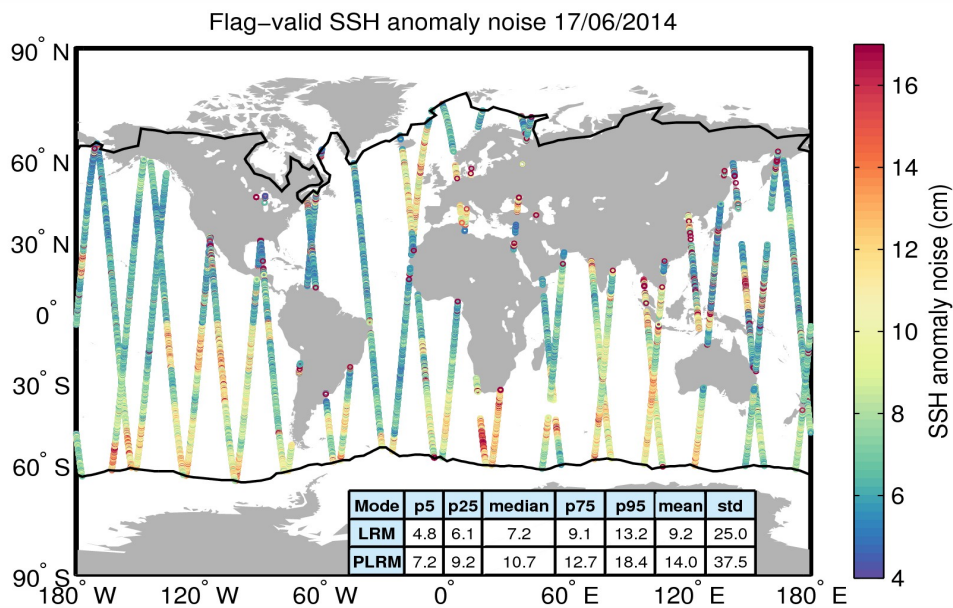 Flag−valid SSH anomaly noise 17/06/2014
90° N
60° N
30° N
0°
30° S
60° S
90° S
180° W 120° W 60° W 0° 60° E 120° E 180° E
16
14
12
10
8
6
4
SSH anomaly noise (cm)
Mode p5 p25 median p75 p95 mean std
LRM 4.8 6.1 7.2 9.1 13.2 9.2 25.0
PLRM 7.2 9.2 10.7 12.7 18.4 14.0 37.5